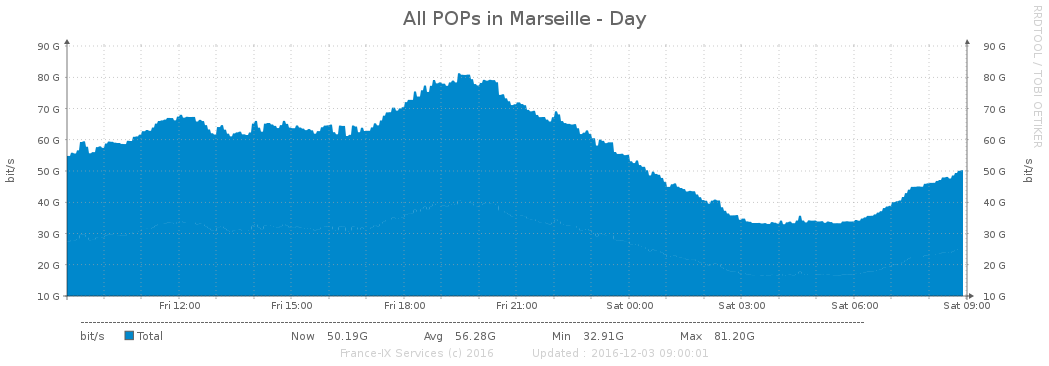 All POPs in Marseille - Day
RRDTOOL / TOBI OETIKER
90 G 90 G
80 G 80 G
70 G 70 G
60 G 60 G
50 G 50 G
40 G 40 G
30 G 30 G
20 G 20 G
10 G 10 G
bit/s bit/s
Fri 12:00 Fri 15:00 Fri 18:00 Fri 21:00 Sat 00:00 Sat 03:00 Sat 06:00 Sat 09:00
bit/s Total Now 50.19G Avg 56.28G Min 32.91G Max 81.20G
France-IX Services (c) 2016 Updated : 2016-12-03 09:00:01